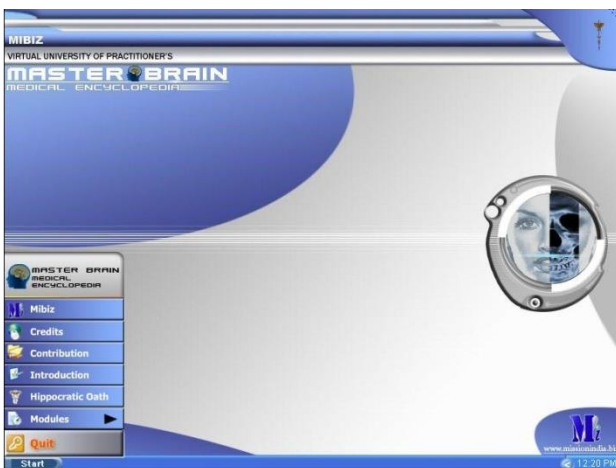 MIBIZ
VIRTUAL UNIVERSITY OF PRACTITIONER'S
MASTER BRAIN
MEDICAL ENCYCLOPEDIA
MASTER BRAIN
MEDICAL
ENCYCLOPEDIA
Mibiz
Credits
Contribution
Introduction
Hippocratic Oath
Modules
Quit
Start
12:20 PM